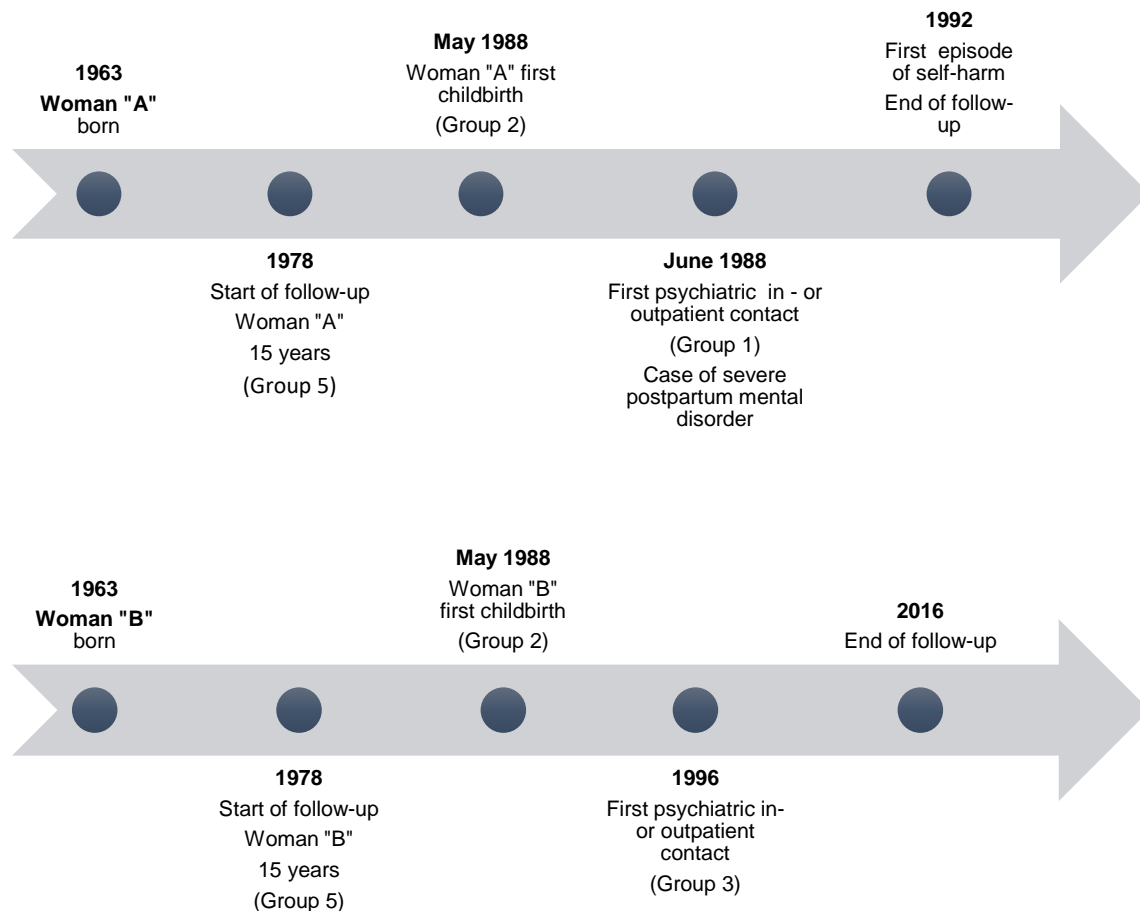 1963
Woman "A"
born
1978
Start of follow-up
Woman "A"
15 years
(Group 5)
May 1988
Woman "A" first
childbirth
(Group 2)
June 1988
First psychiatric in - or
outpatient contact
(Group 1)
Case of severe
postpartum mental
disorder
1992
First episode
of self-harm
End of follow-
up
1963
Woman "B"
born
1978
Start of follow-up
Woman "B"
15 years
(Group 5)
May 1988
Woman "B"
first childbirth
(Group 2)
1996
First psychiatric in-
or outpatient
contact
(Group 3)
2016
End of follow-up